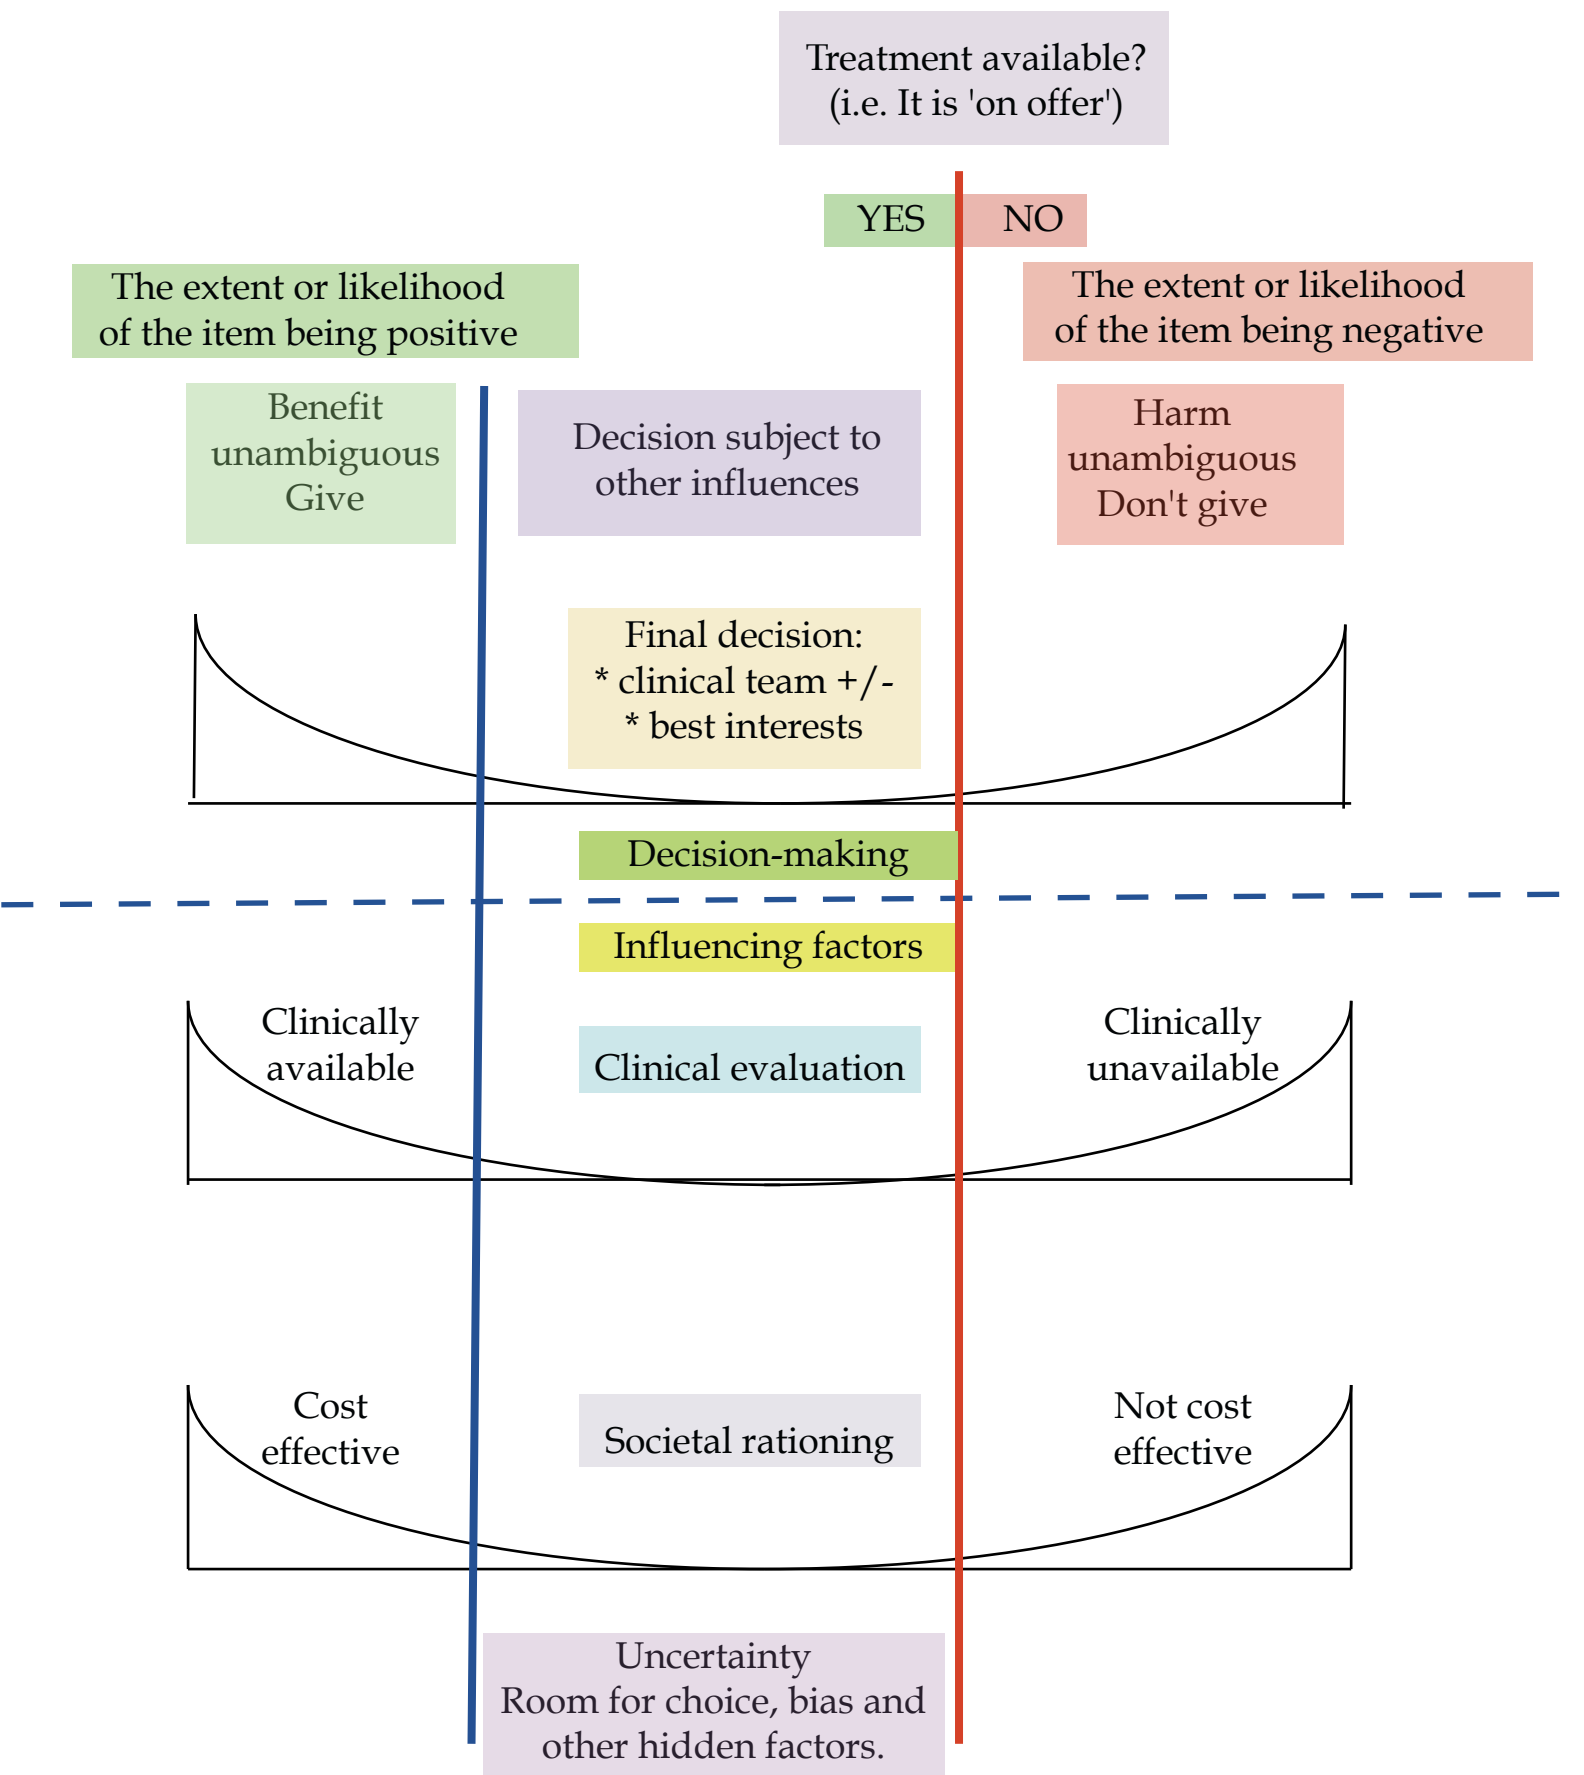 Treatment available?
(i.e. It is 'on offer')
YES
NO
The extent or likelihood
of the item being positive
The extent or likelihood
of the item being negative
Benefit
unambiguous
Give
Decision subject to
other influences
Harm
unambiguous
Don't give
Final decision:
* clinical team +/-
* best interests
Decision-making
Influencing factors
Clinically
available
Clinical evaluation
Clinically
unavailable
Cost
effective
Societal rationing
Not cost
effective
Uncertainty
Room for choice, bias and
other hidden factors.